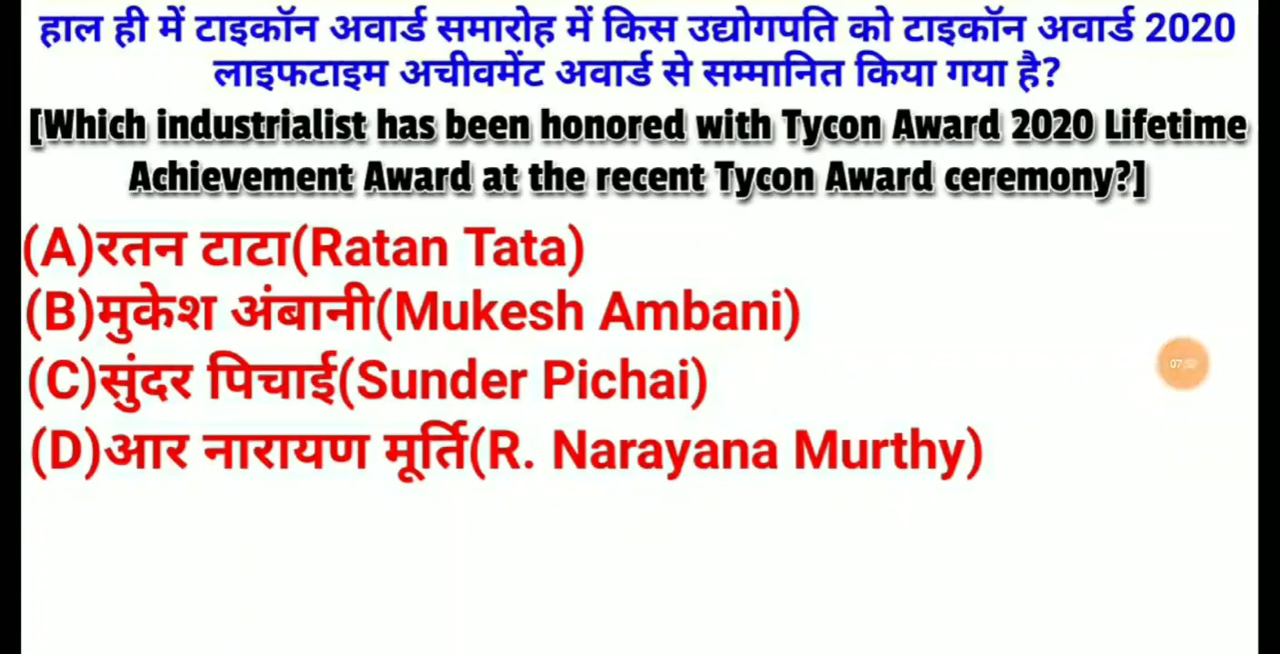 हाल ही में टाइकॉन अवार्ड समारोह में किस उद्योगपति को टाइकॉन अवार्ड 2020
लाइफटाइम अचीवमेंट अवार्ड से सम्मानित किया गया है?
[Which industrialist has been honored with Tycon Award 2020 Lifetime
Achievement Award at the recent Tycon Award ceremony?]
(A)रतन टाटा(Ratan Tata)
(B)मुकेश अंबानी(Mukesh Ambani)
(C)सुंदर पिचाई(Sunder Pichai)
(D)आर नारायण मूर्ति(R. Narayana Murthy)